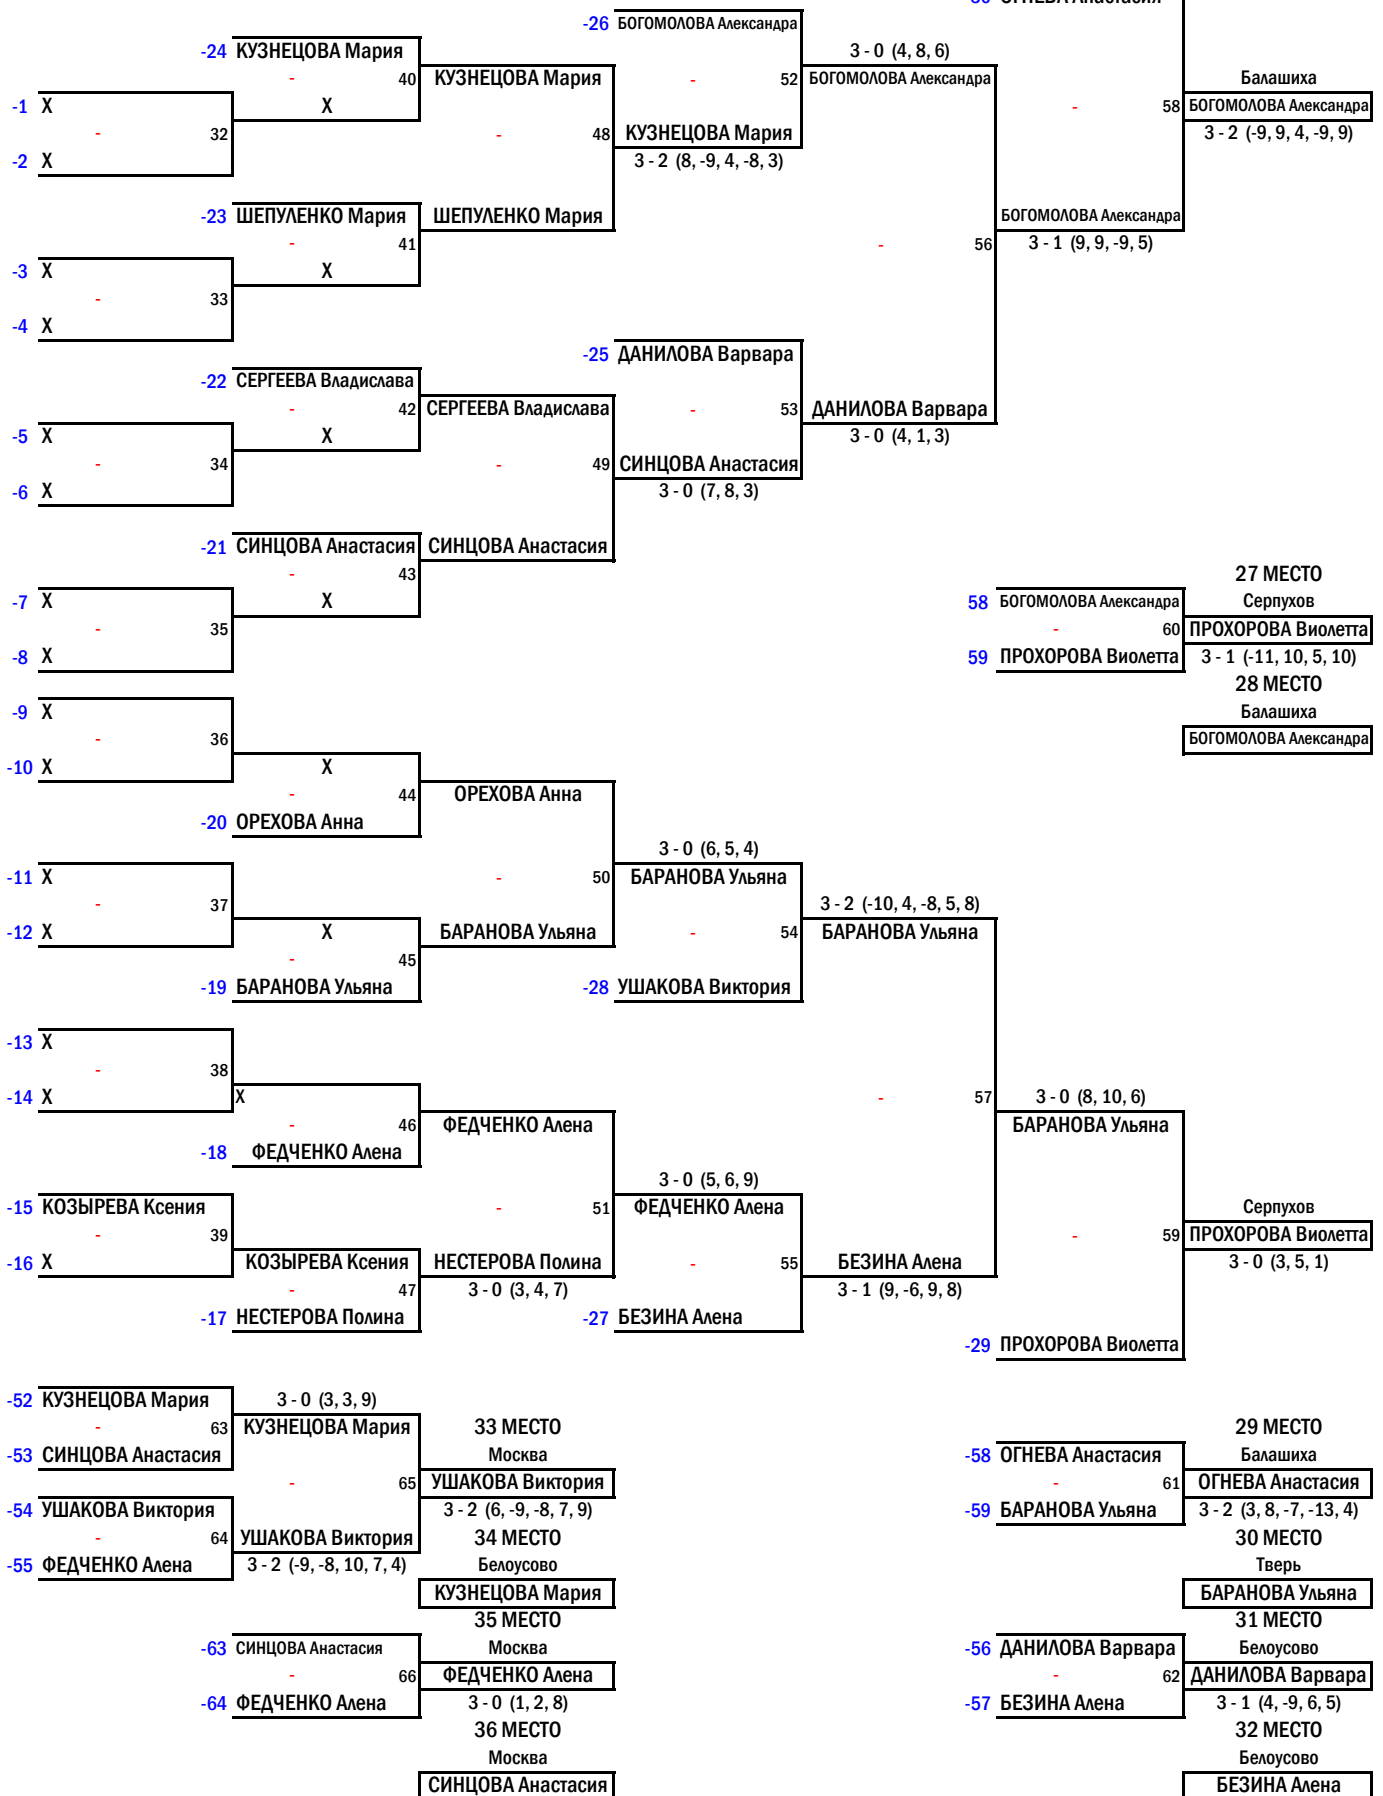 -30 ОГНЕВА Анастасия
-26 БОГОМОЛОВА Александра
-24 КУЗНЕЦОВА Мария 3 - 0 (4, 8, 6)
- 40 КУЗНЕЦОВА Мария - 52 БОГОМОЛОВА Александра Балашиха
-1 X X - 58 БОГОМОЛОВА Александра
- 32 - 48 КУЗНЕЦОВА Мария 3 - 2 (-9, 9, 4, -9, 9)
-2 X 3 - 2 (8, -9, 4, -8, 3)
-23 ШЕПУЛЕНКО Мария ШЕПУЛЕНКО Мария БОГОМОЛОВА Александра
- 41 - 56 3 - 1 (9, 9, -9, 5)
-3 X X
- 33
-4 X
-25 ДАНИЛОВА Варвара
-22 СЕРГЕЕВА Владислава
- 42 СЕРГЕЕВА Владислава - 53 ДАНИЛОВА Варвара
-5 X X 3 - 0 (4, 1, 3)
- 34 - 49 СИНЦОВА Анастасия
-6 X 3 - 0 (7, 8, 3)
-21 СИНЦОВА Анастасия СИНЦОВА Анастасия
- 43 27 МЕСТО
-7 X X 58 БОГОМОЛОВА Александра Серпухов
- 35 - 60 ПРОХОРОВА Виолетта
-8 X 59 ПРОХОРОВА Виолетта 3 - 1 (-11, 10, 5, 10)
28 МЕСТО
-9 X Балашиха
- 36 БОГОМОЛОВА Александра
-10 X X
- 44 ОРЕХОВА Анна
-20 ОРЕХОВА Анна
3 - 0 (6, 5, 4)
-11 X - 50 БАРАНОВА Ульяна
- 37 3 - 2 (-10, 4, -8, 5, 8)
-12 X X БАРАНОВА Ульяна - 54 БАРАНОВА Ульяна
- 45
-19 БАРАНОВА Ульяна -28 УШАКОВА Виктория
-13 X
- 38
-14 X X - 57 3 - 0 (8, 10, 6)
- 46 ФЕДЧЕНКО Алена БАРАНОВА Ульяна
-18 ФЕДЧЕНКО Алена
3 - 0 (5, 6, 9)
-15 КОЗЫРЕВА Ксения - 51 ФЕДЧЕНКО Алена Серпухов
- 39 - 59 ПРОХОРОВА Виолетта
-16 X КОЗЫРЕВА Ксения НЕСТЕРОВА Полина - 55 БЕЗИНА Алена 3 - 0 (3, 5, 1)
- 47 3 - 0 (3, 4, 7) 3 - 1 (9, -6, 9, 8)
-17 НЕСТЕРОВА Полина -27 БЕЗИНА Алена
-29 ПРОХОРОВА Виолетта
-52 КУЗНЕЦОВА Мария 3 - 0 (3, 3, 9)
- 63 КУЗНЕЦОВА Мария 33 МЕСТО 29 МЕСТО
-53 СИНЦОВА Анастасия Москва -58 ОГНЕВА Анастасия Балашиха
- 65 УШАКОВА Виктория - 61 ОГНЕВА Анастасия
-54 УШАКОВА Виктория 3 - 2 (6, -9, -8, 7, 9) -59 БАРАНОВА Ульяна 3 - 2 (3, 8, -7, -13, 4)
- 64 УШАКОВА Виктория 34 МЕСТО 30 МЕСТО
-55 ФЕДЧЕНКО Алена 3 - 2 (-9, -8, 10, 7, 4) Белоусово Тверь
КУЗНЕЦОВА Мария БАРАНОВА Ульяна
35 МЕСТО 31 МЕСТО
-63 СИНЦОВА Анастасия Москва -56 ДАНИЛОВА Варвара Белоусово
- 66 ФЕДЧЕНКО Алена - 62 ДАНИЛОВА Варвара
-64 ФЕДЧЕНКО Алена 3 - 0 (1, 2, 8) -57 БЕЗИНА Алена 3 - 1 (4, -9, 6, 5)
36 МЕСТО 32 МЕСТО
Москва Белоусово
СИНЦОВА Анастасия БЕЗИНА Алена